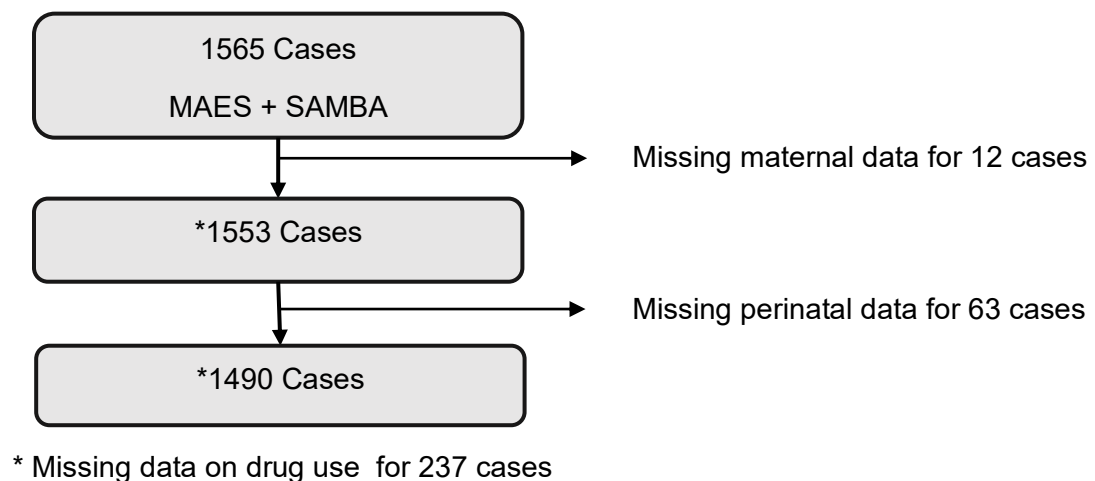 1565 Cases
MAES + SAMBA
Missing maternal data for 12 cases
*1553 Cases
Missing perinatal data for 63 cases
*1490 Cases
* Missing data on drug use  for 237 cases